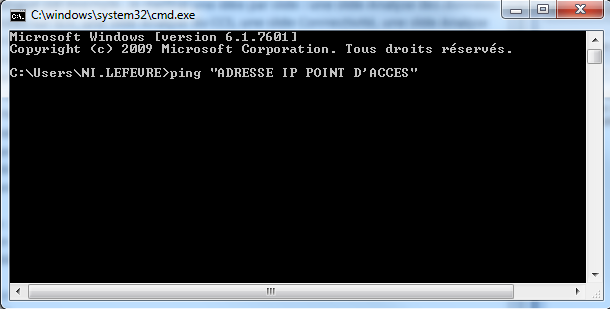 C:\windows\system32\cmd.exe
Microsoft Windows [version 6.1.7601]
Copyright (c) 2009 Microsoft Corporation. Tous droits réservés.
C:\Users\NI.LEFEVRE>ping "ADRESSE IP POINT D'ACCES"